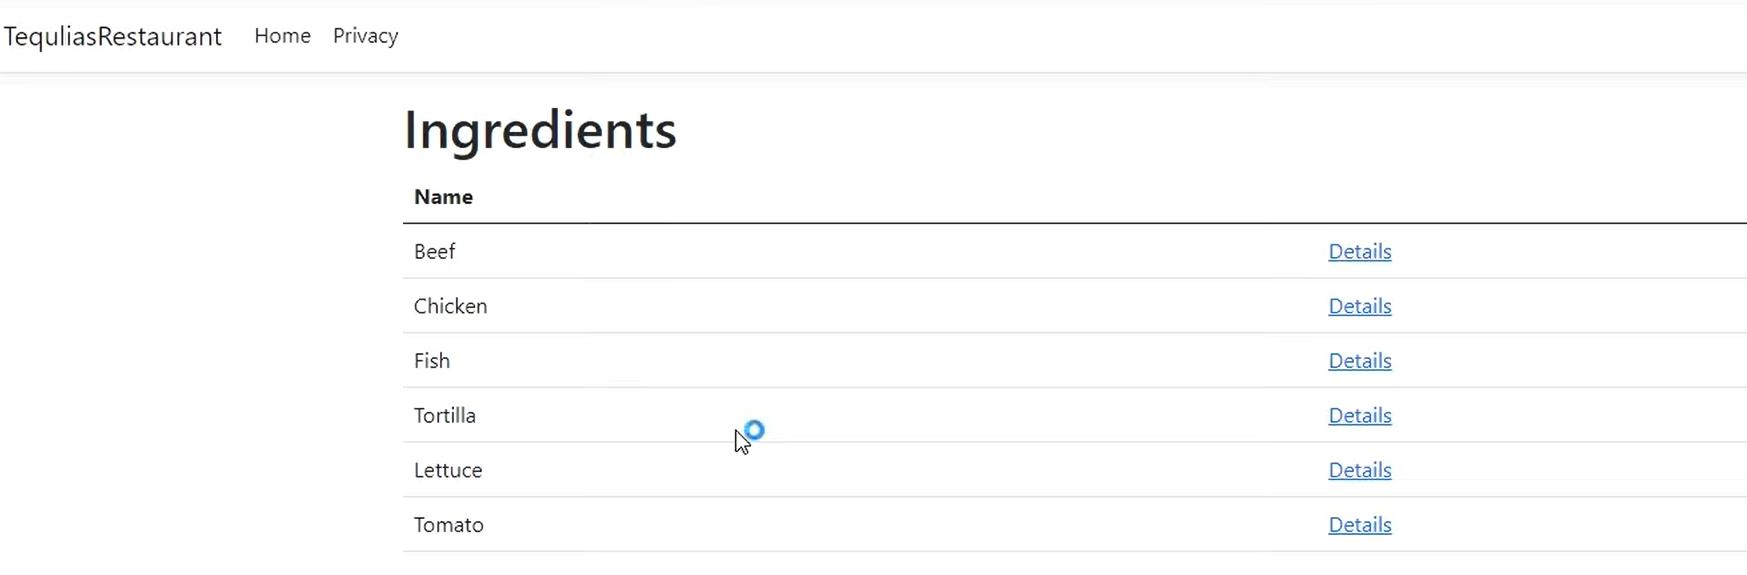 TequliasRestaurant Home Privacy
Ingredients
Name
Beef Details
Chicken Details
Fish Details
Tortilla Details
Lettuce Details
Tomato Details